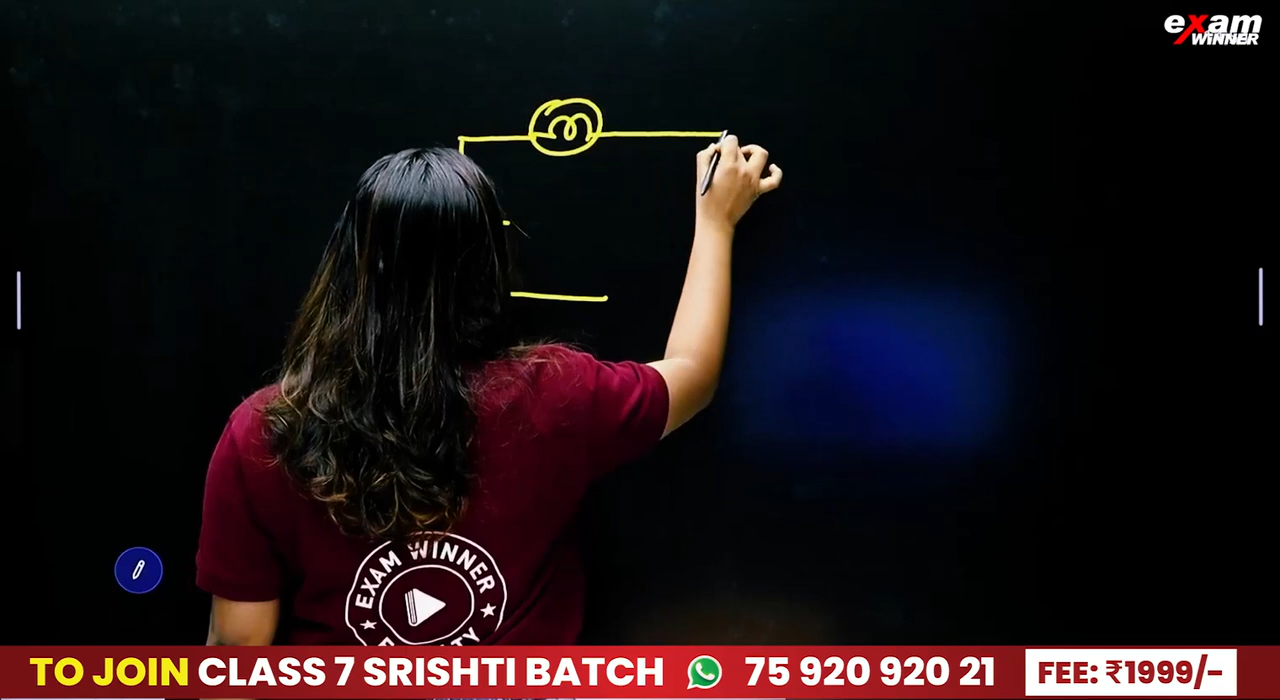 exam
WINNER
EXAM WINNER
TO JOIN CLASS 7 SRISHTI BATCH 75 920 920 21 FEE: ₹1999/-